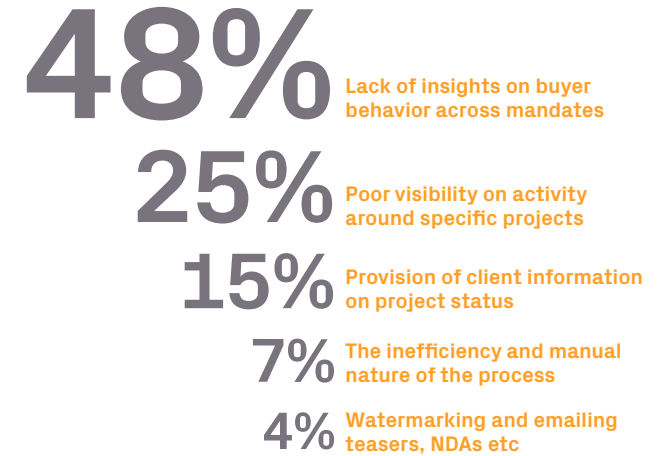 48%
Lack of insights on buyer
behavior across mandates
25%
Poor visibility on activity
around specific projects
15%
Provision of client information
on project status
7%
The inefficiency and manual
nature of the process
4%
Watermarking and emailing
teasers, NDAs etc